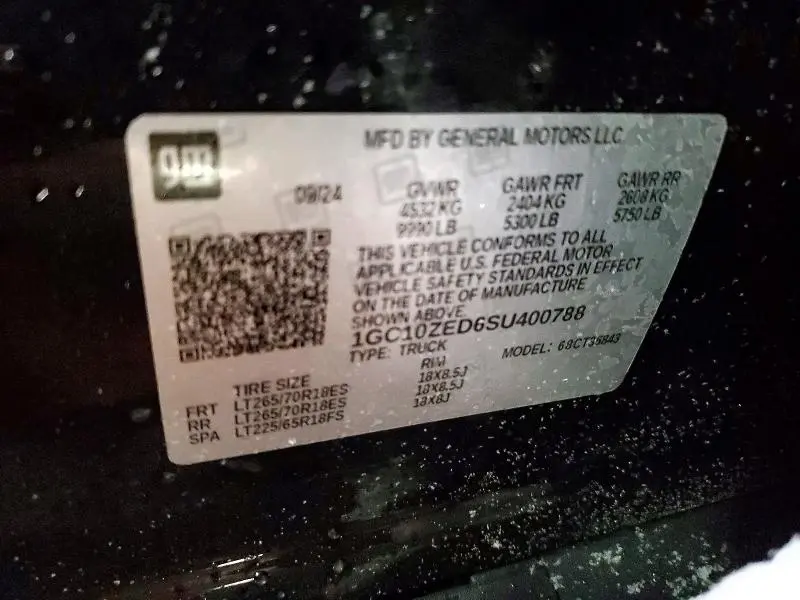 gm
MFD BY GENERAL MOTORS LLC
09/24
GVWR
4532 KG
9990 LB
GAWR FRT
2404 KG
5300 LB
GAWR RR
2608 KG
5750 LB
THIS VEHICLE CONFORMS TO ALL
APPLICABLE U.S. FEDERAL MOTOR
VEHICLE SAFETY STANDARDS IN EFFECT
ON THE DATE OF MANUFACTURE
SHOWN ABOVE.
1GC10ZED6SU400788
TYPE: TRUCK
MODEL:
TIRE SIZE RIM
FRT LT265/70R18ES 18X8.5J
RR LT265/70R18ES 18X8.5J
SPA LT225/65R18FS 18X8J